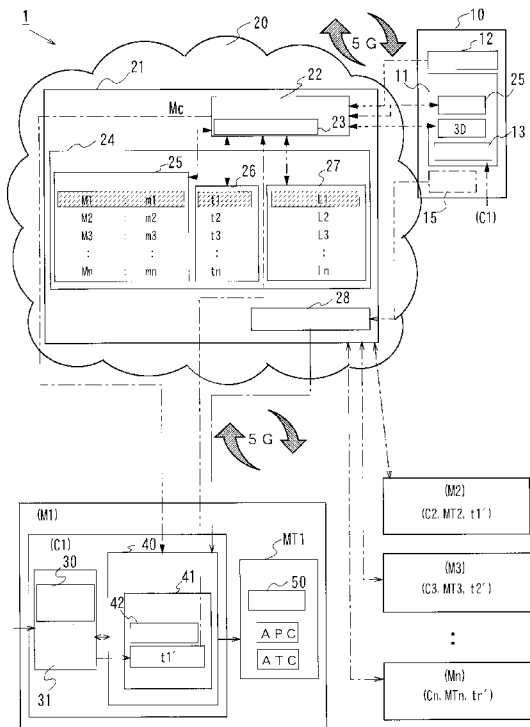 1
20
5G
10
21
22
12
11
25
Mc
23
3D
13
24
25
26
27
15
(C1)
M1 : m1
M2 : m2
M3 : m3
: :
Mn : mn
t1
t2
t3
:
tn
L1
L2
L3
:
Ln
28
5G
(M1)
(C1)
30
40
41
42
t1′
31
MT1
50
APC
ATC
(M2)
(C2, MT2, t1′)
(M3)
(C3, MT3, t2′)
:
(Mn)
(Cn, MTn, tn′)